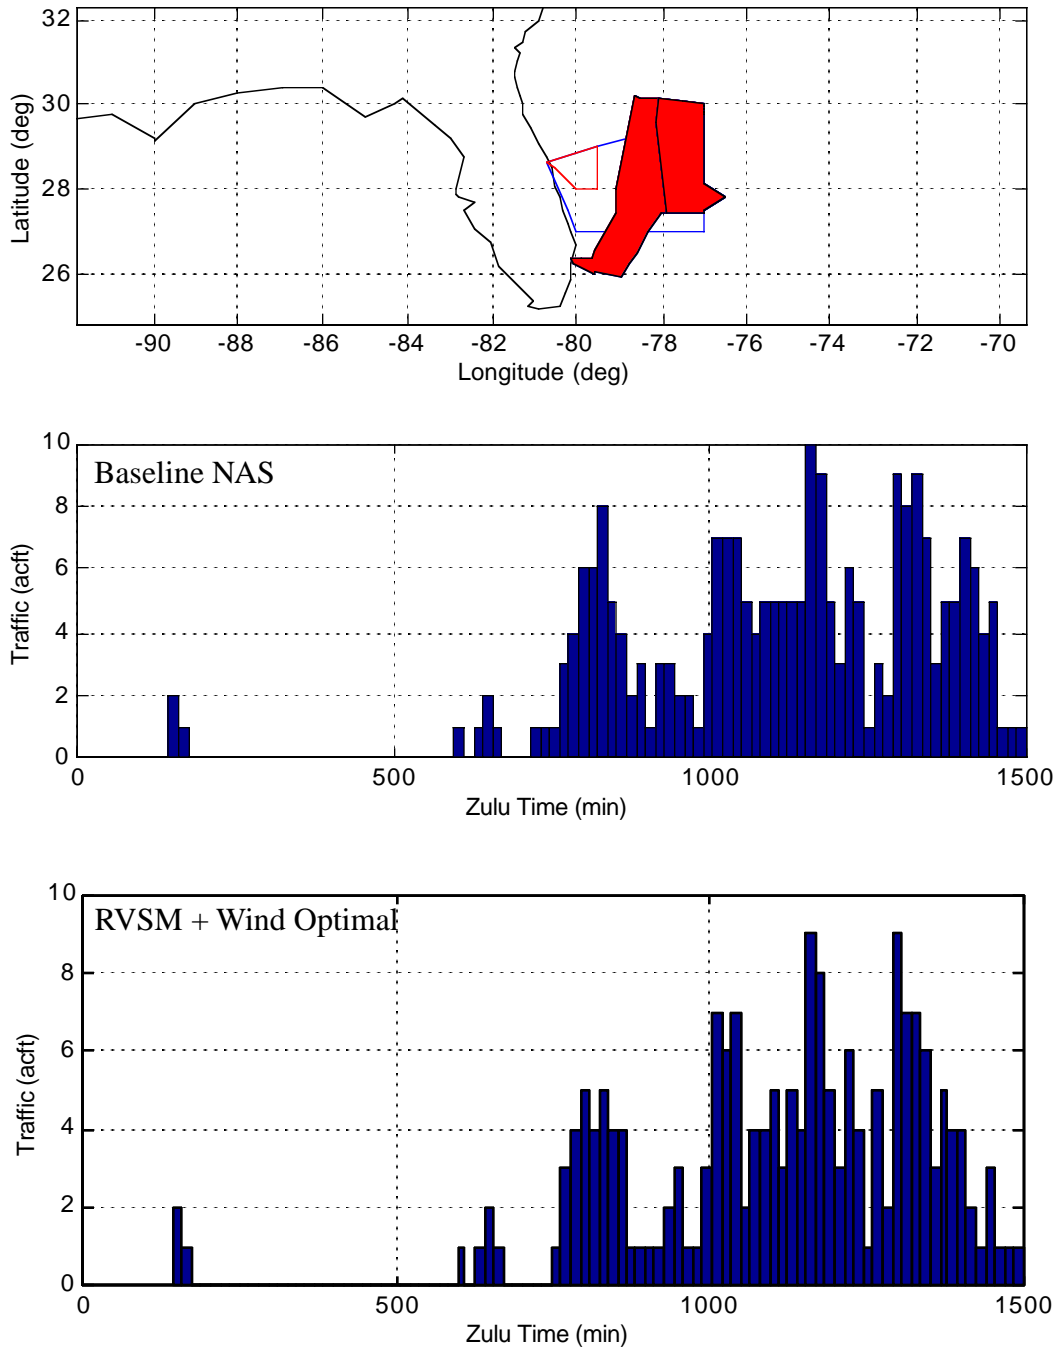 32
30
28
26
Latitude (deg)
-90 -88 -86 -84 -82 -80 -78 -76 -74 -72 -70
Longitude (deg)
10
8
6
4
2
0
Traffic (acft)
Baseline NAS
0 500 1000 1500
Zulu Time (min)
10
8
6
4
2
0
Traffic (acft)
RVSM + Wind Optimal
0 500 1000 1500
Zulu Time (min)